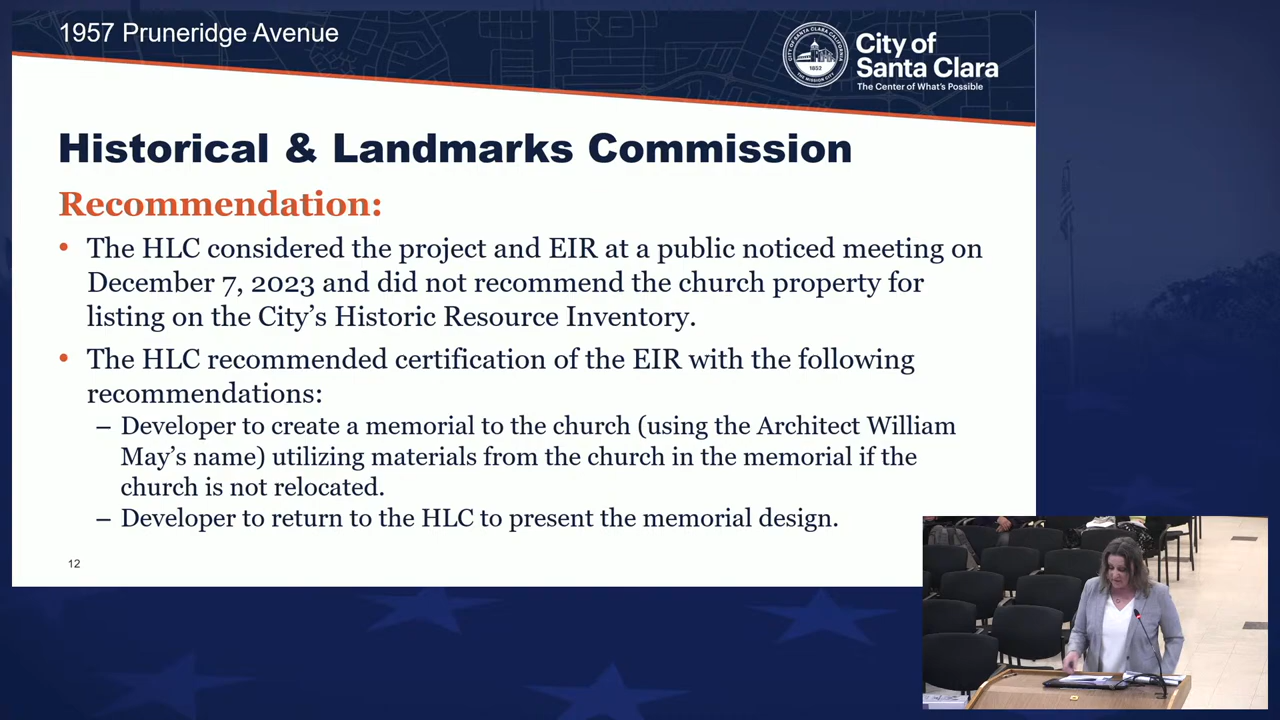 1957 Pruneridge Avenue
City of
Santa Clara
The Center of What's Possible
1852
Historical & Landmarks Commission
Recommendation:
• The HLC considered the project and EIR at a public noticed meeting on
December 7, 2023 and did not recommend the church property for
listing on the City's Historic Resource Inventory.
• The HLC recommended certification of the EIR with the following
recommendations:
– Developer to create a memorial to the church (using the Architect William
May's name) utilizing materials from the church in the memorial if the
church is not relocated.
– Developer to return to the HLC to present the memorial design.
12